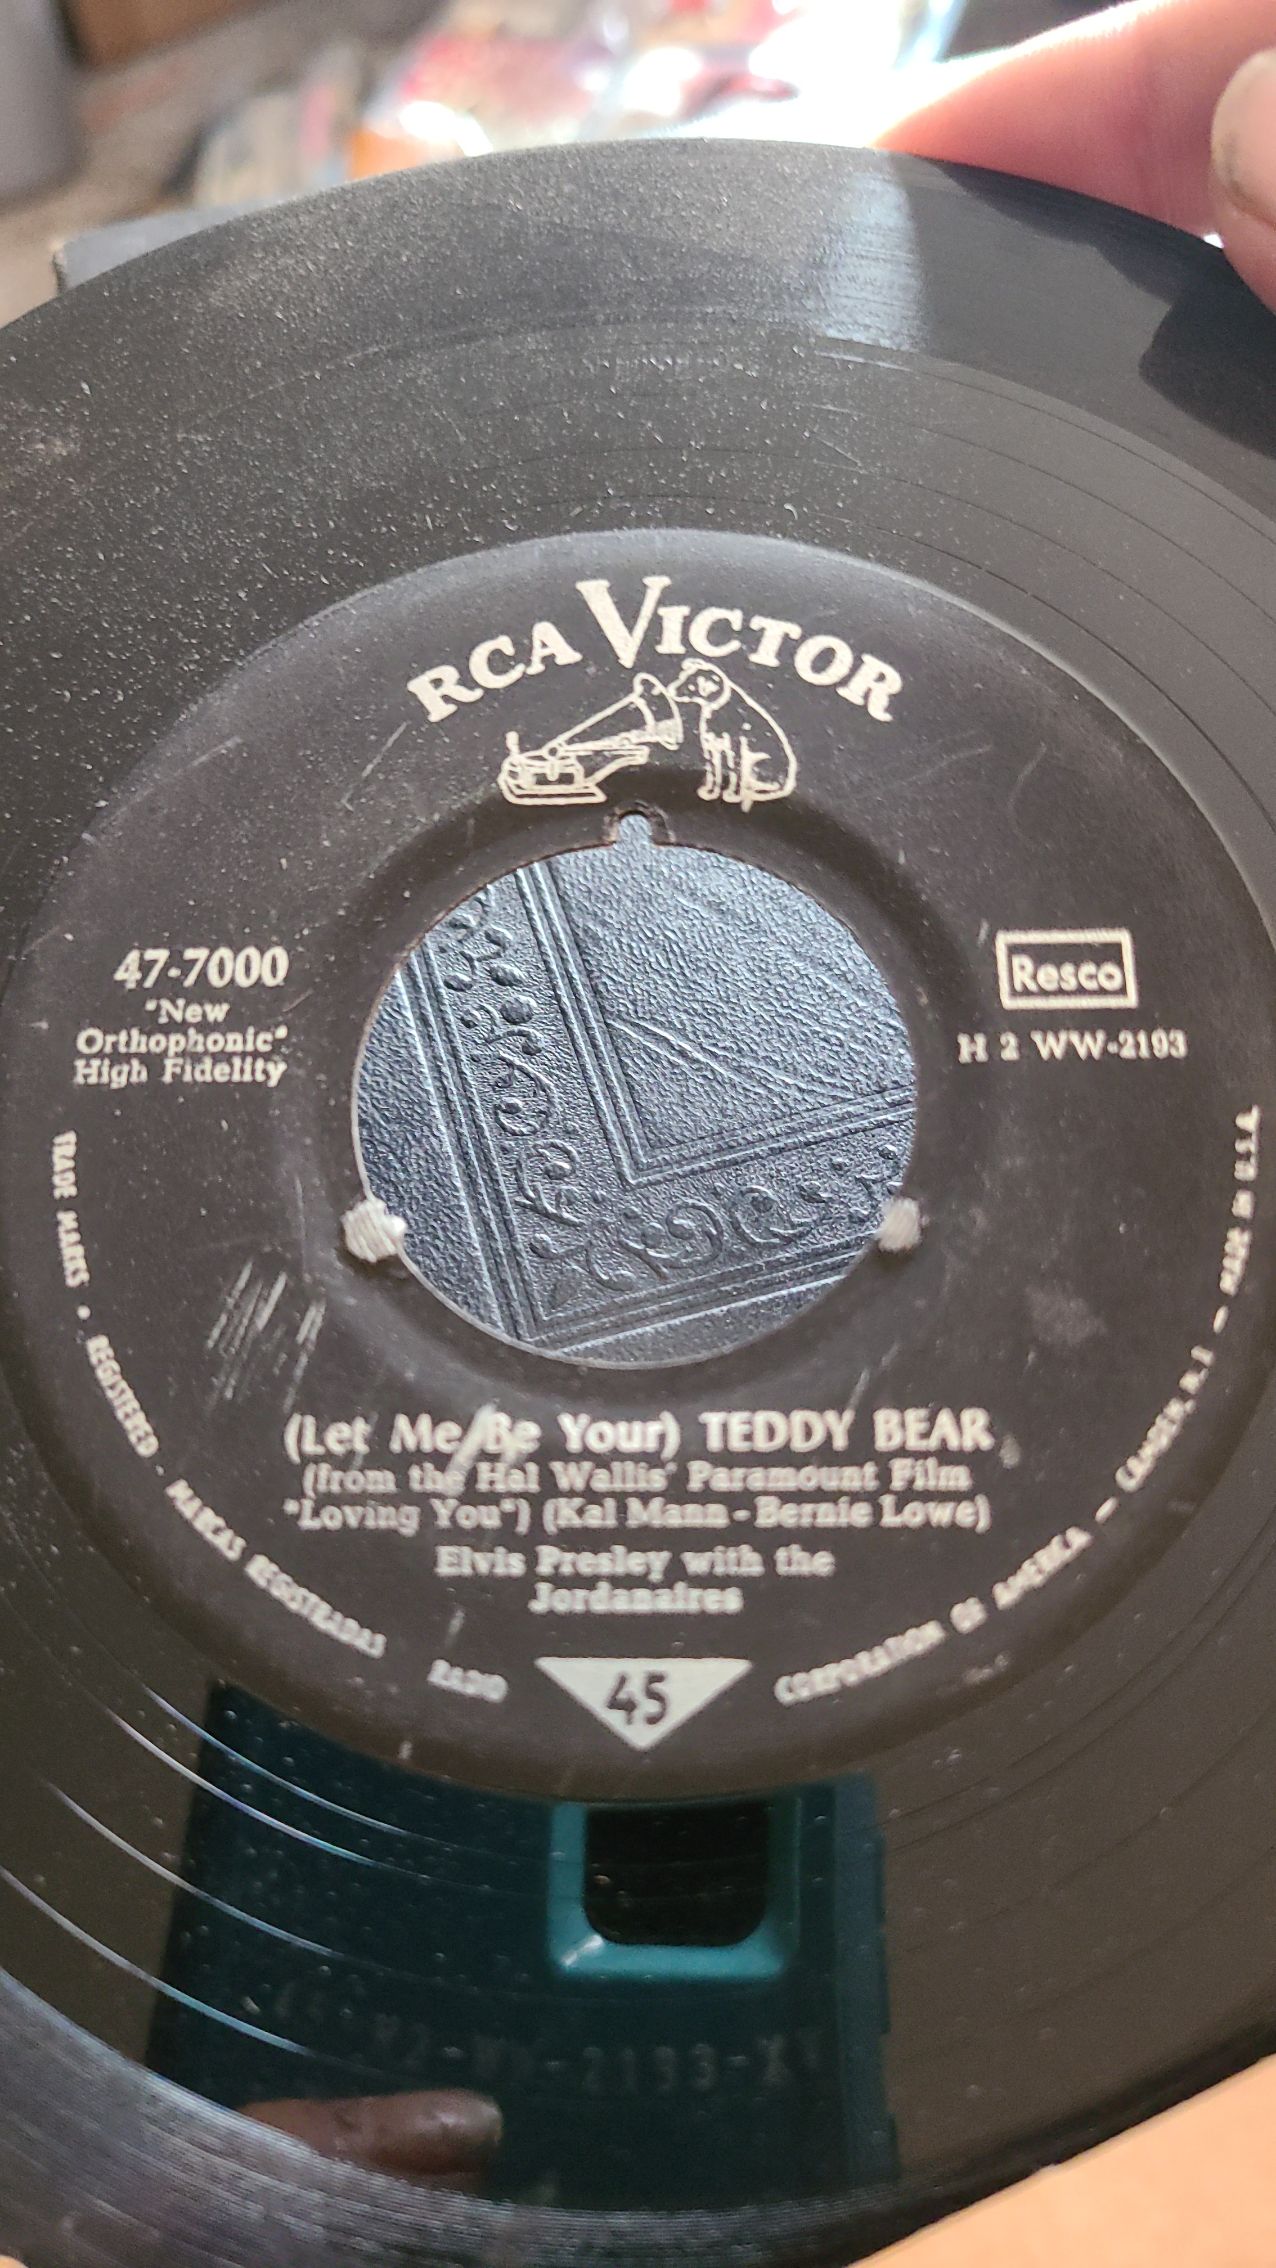 RCA VICTOR
47-7000
"New
Orthophonic"
High Fidelity
Resco
H 2 WW-2193
(Let Me Be Your) TEDDY BEAR
(from the Hal Wallis' Paramount Film
"Loving You") (Kal Mann-Bernie Lowe)
Elvis Presley with the
Jordanaires
45
TRADE MARKS • REGISTERED • MARCAS REGISTRADAS RADIO CORPORATION OF AMERICA — CAMDEN, N.J. — MADE IN U.S.A.